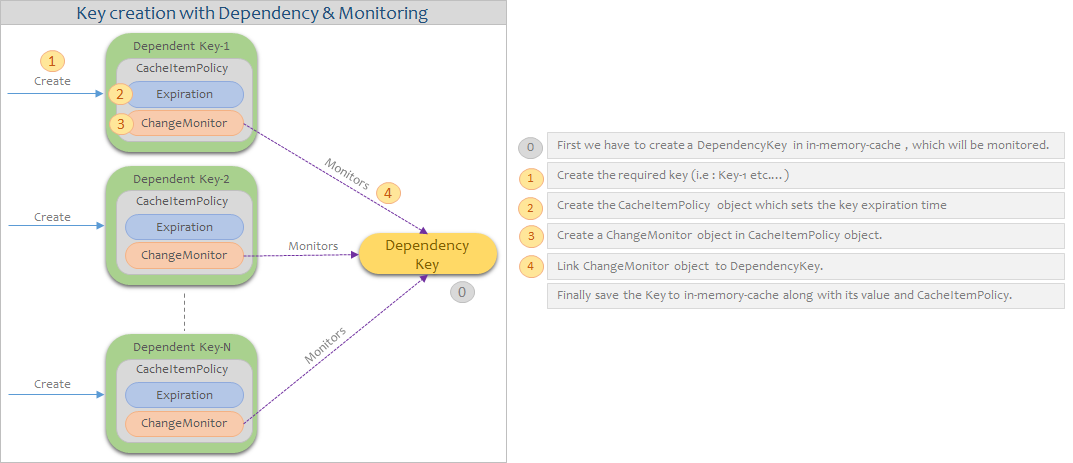 Key creation with Dependency & Monitoring
1
Create
Dependent Key-1
CacheItemPolicy
2
Expiration
3
ChangeMonitor
Monitors
4
Create
Dependent Key-2
CacheItemPolicy
Expiration
ChangeMonitor
Monitors
Dependency
Key
0
Create
Dependent Key-N
CacheItemPolicy
Expiration
ChangeMonitor
Monitors
0 First we have to create a DependencyKey in in-memory-cache , which will be monitored.
1 Create the required key (i.e : Key-1 etc.... )
2 Create the CacheItemPolicy object which sets the key expiration time
3 Create a ChangeMonitor object in CacheItemPolicy object.
4 Link ChangeMonitor object to DependencyKey.
Finally save the Key to in-memory-cache along with its value and CacheItemPolicy.